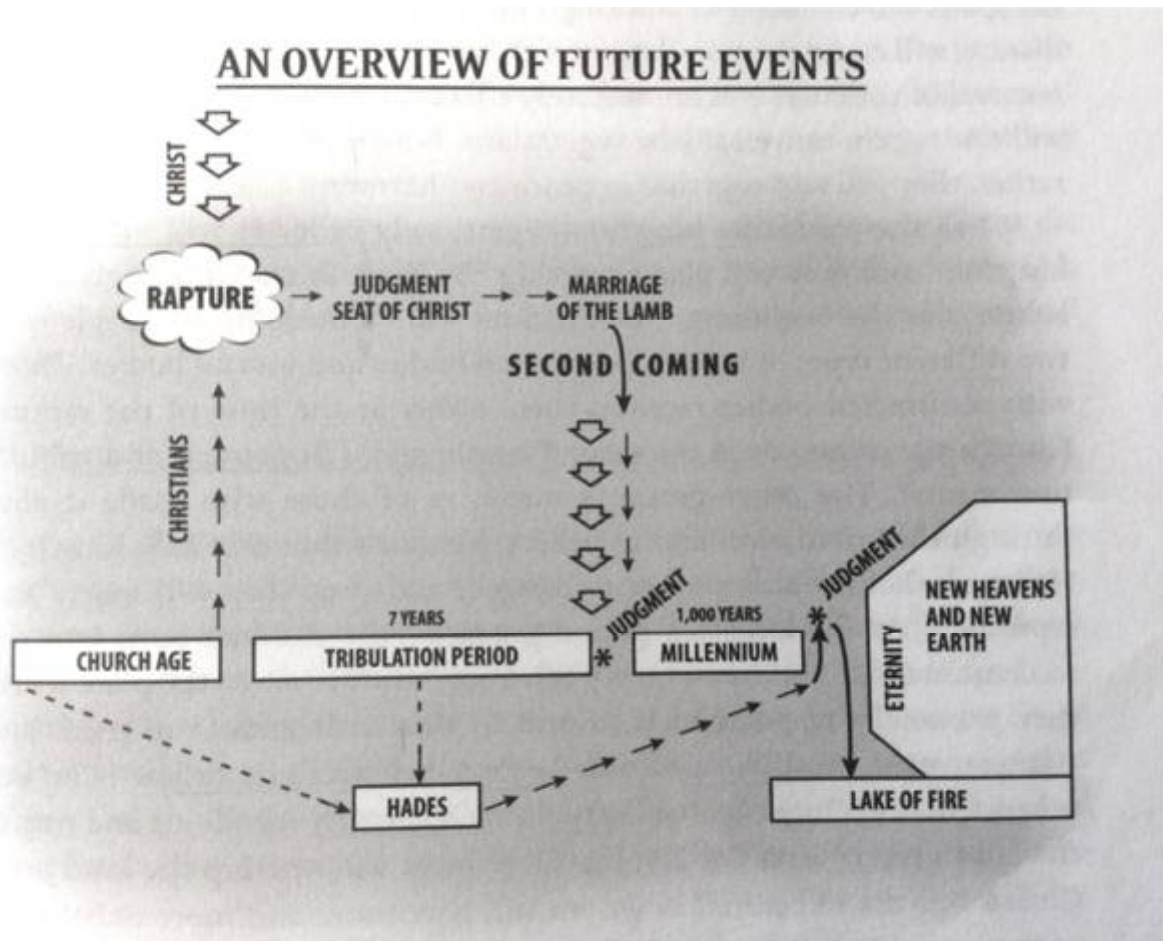 AN OVERVIEW OF FUTURE EVENTS
CHRIST
RAPTURE
JUDGMENT
SEAT OF CHRIST
MARRIAGE
OF THE LAMB
SECOND COMING
CHRISTIANS
JUDGMENT
JUDGMENT
NEW HEAVENS
AND NEW
EARTH
ETERNITY
7 YEARS
1,000 YEARS
CHURCH AGE
TRIBULATION PERIOD
*
MILLENNIUM
*
HADES
LAKE OF FIRE